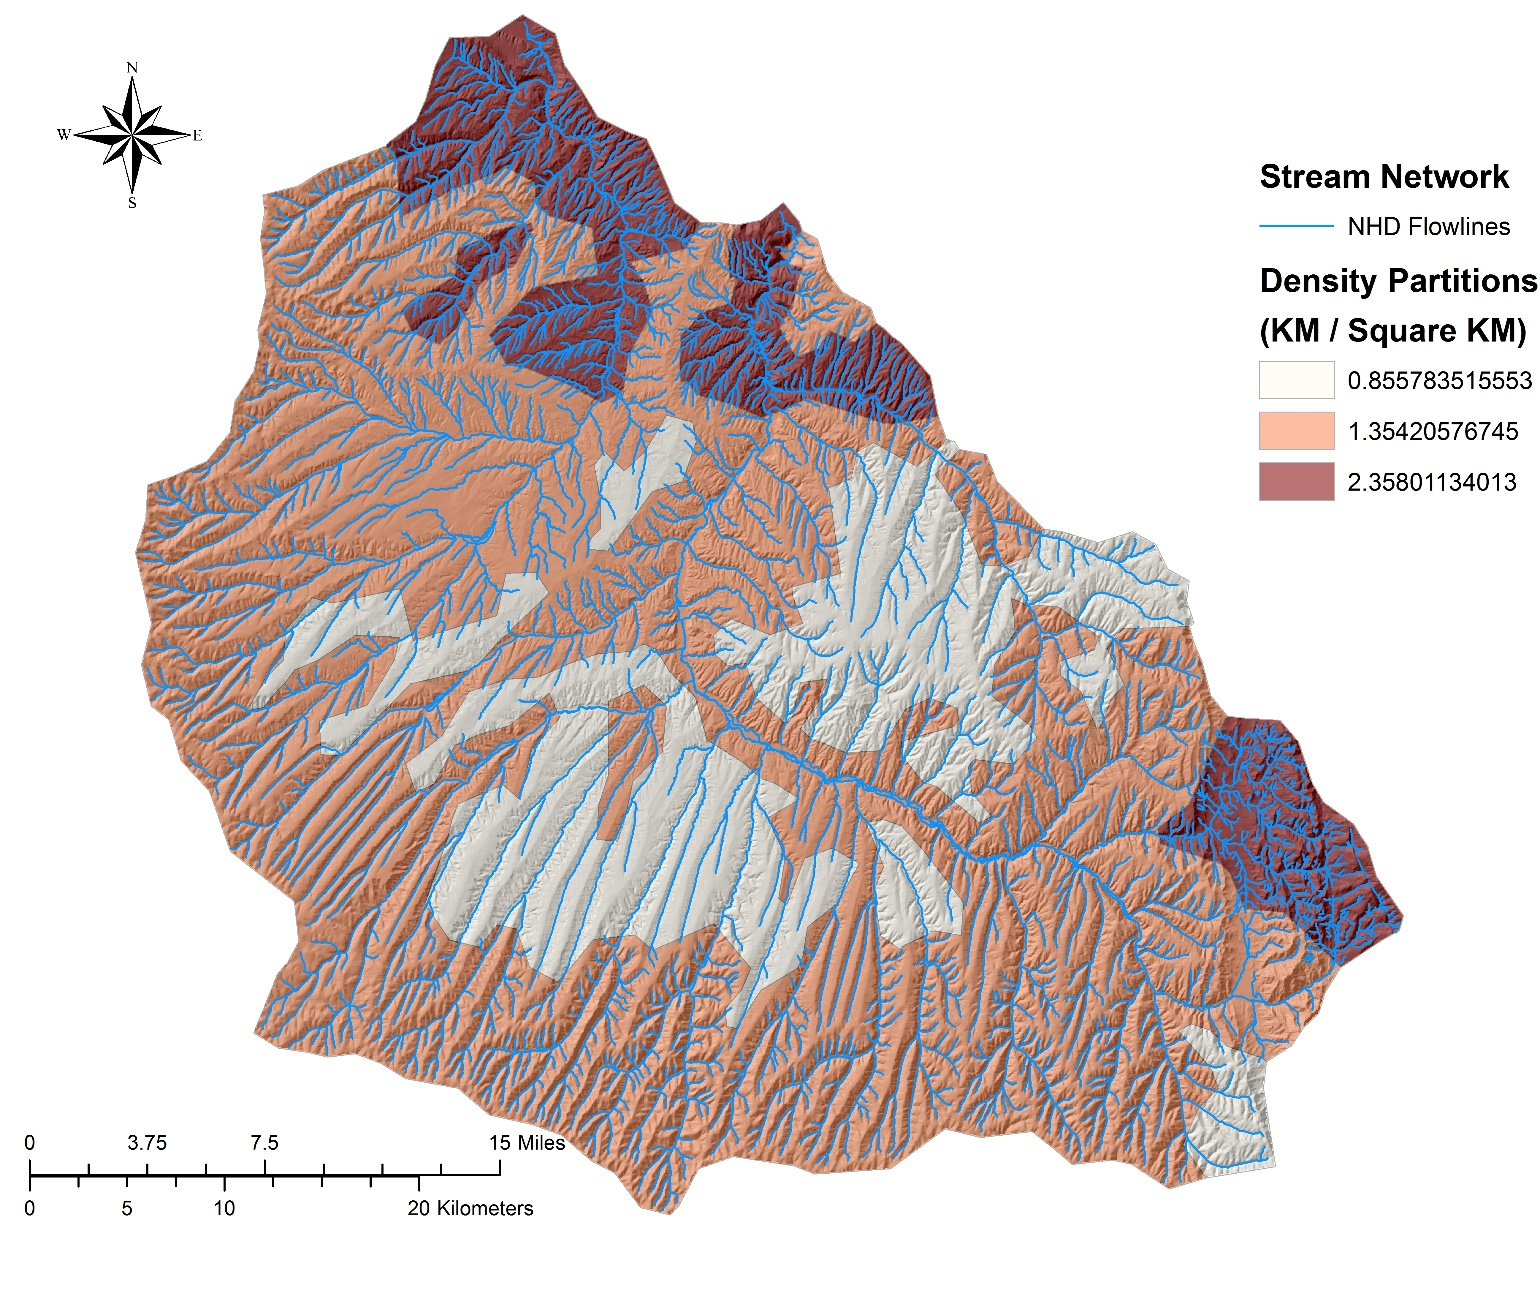 N
W E
S
Stream Network
NHD Flowlines
Density Partitions
(KM / Square KM)
0.855783515553
1.35420576745
2.35801134013
0 3.75 7.5 15 Miles
0 5 10 20 Kilometers